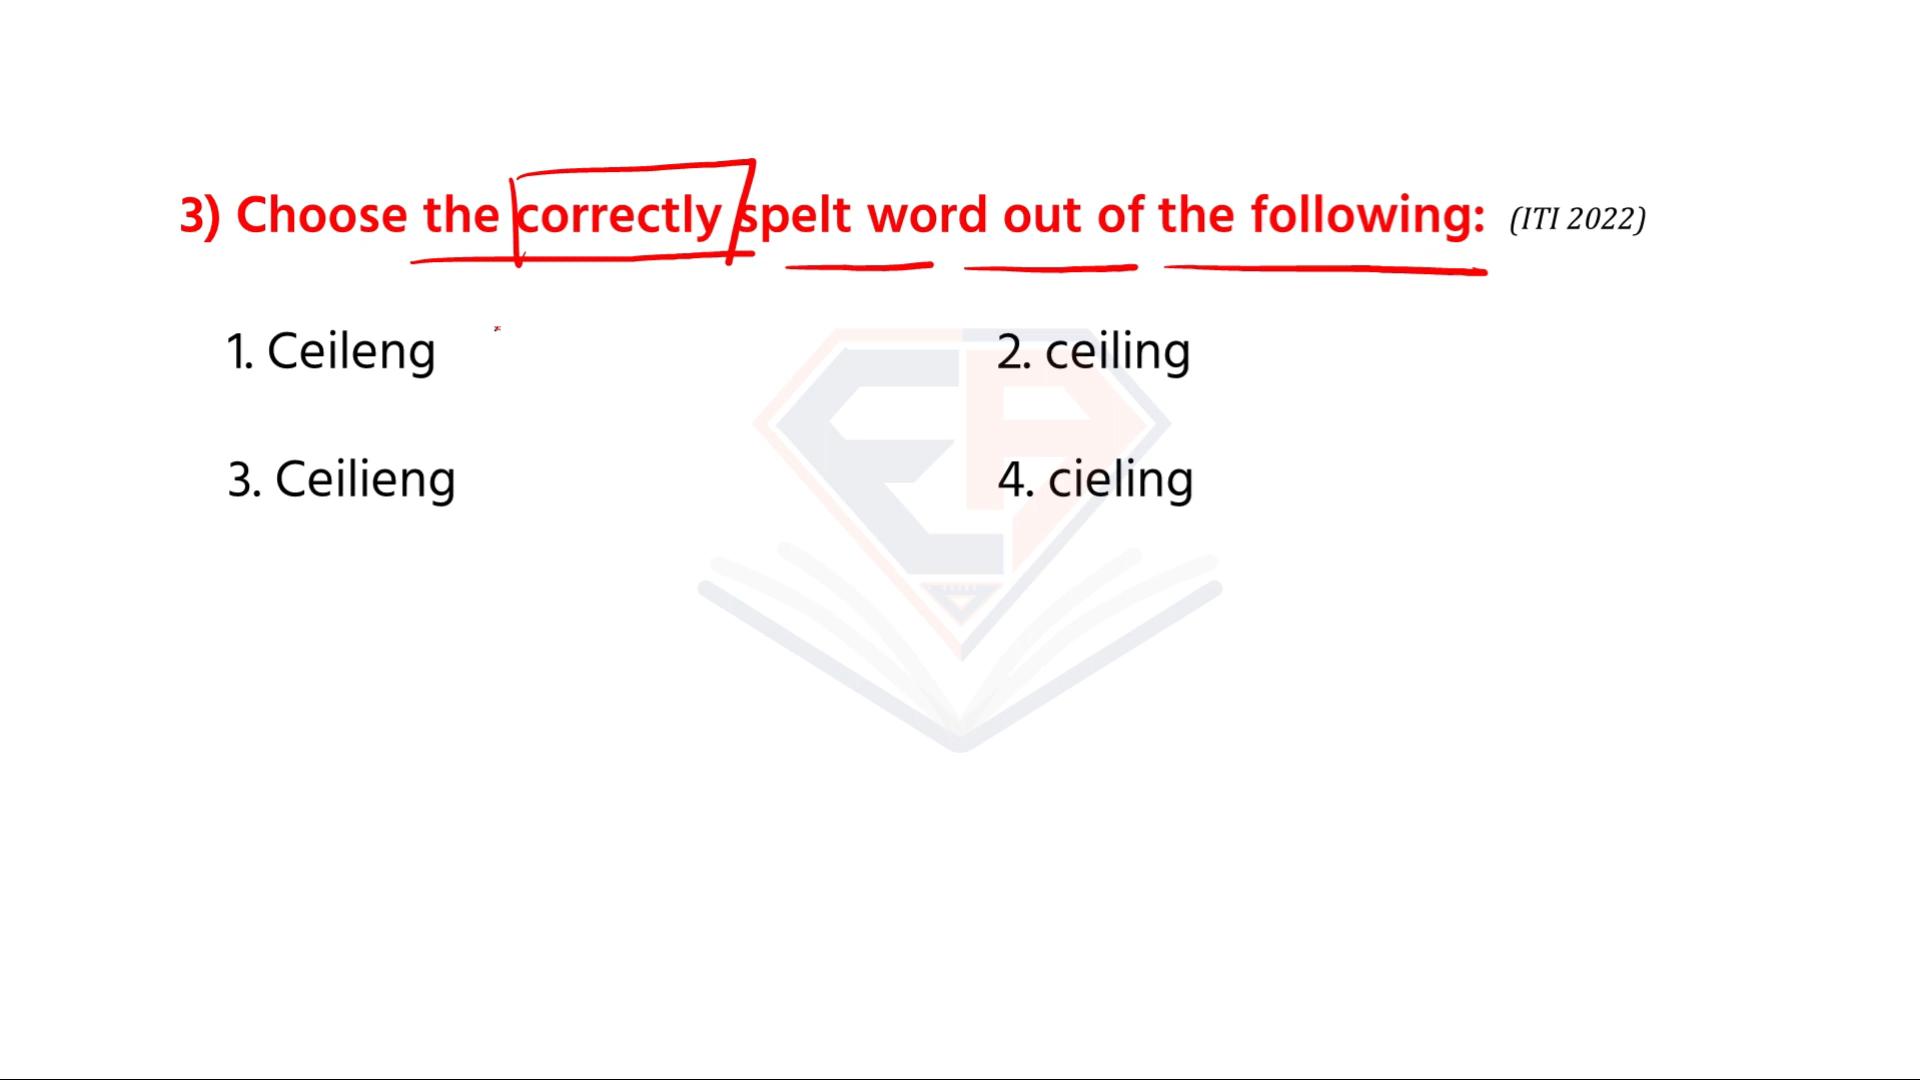 3) Choose the correctly spelt word out of the following: (ITI 2022)
1. Ceileng 2. ceiling
3. Ceilieng 4. cieling